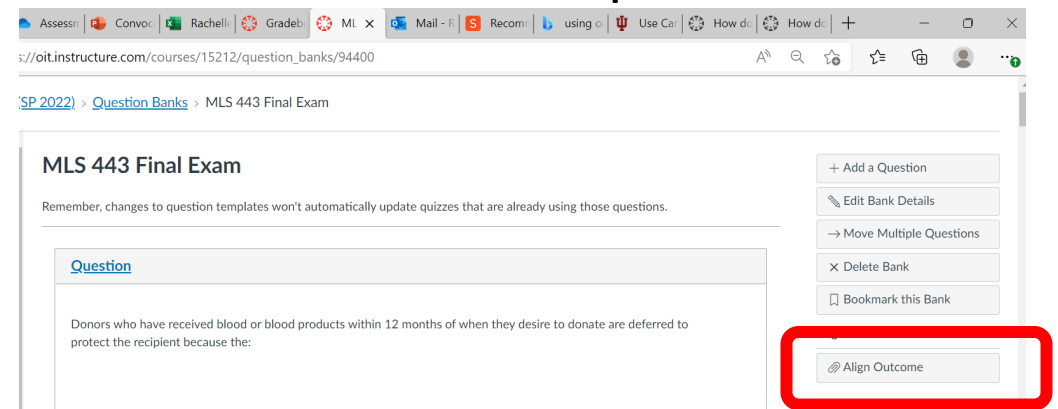 Assessn Convoc Rachelle Gradeb ML Mail - R Recomr using o Use Car How do How do
s://oit.instructure.com/courses/15212/question_banks/94400
(SP 2022) > Question Banks > MLS 443 Final Exam
MLS 443 Final Exam
Remember, changes to question templates won't automatically update quizzes that are already using those questions.
+ Add a Question
Edit Bank Details
→ Move Multiple Questions
× Delete Bank
Bookmark this Bank
Align Outcome
Question
Donors who have received blood or blood products within 12 months of when they desire to donate are deferred to
protect the recipient because the: